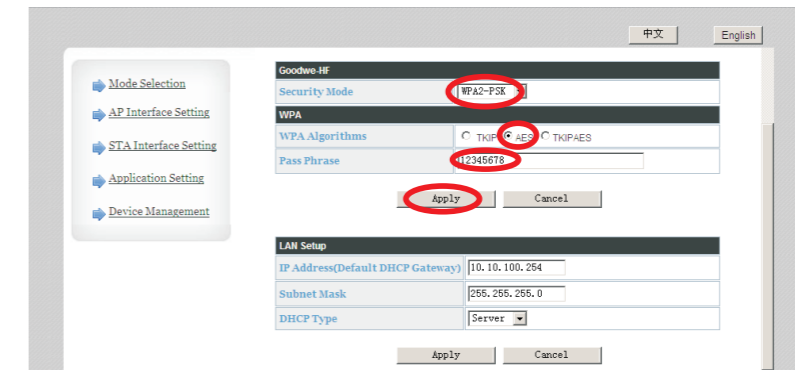 中文 English
Mode Selection
AP Interface Setting
STA Interface Setting
Application Setting
Device Management
Goodwe-HF
Security Mode WPA2-PSK
WPA
WPA Algorithms TKIP AES TKIPAES
Pass Phrase 12345678
Apply Cancel
LAN Setup
IP Address(Default DHCP Gateway) 10.10.100.254
Subnet Mask 255.255.255.0
DHCP Type Server
Apply Cancel